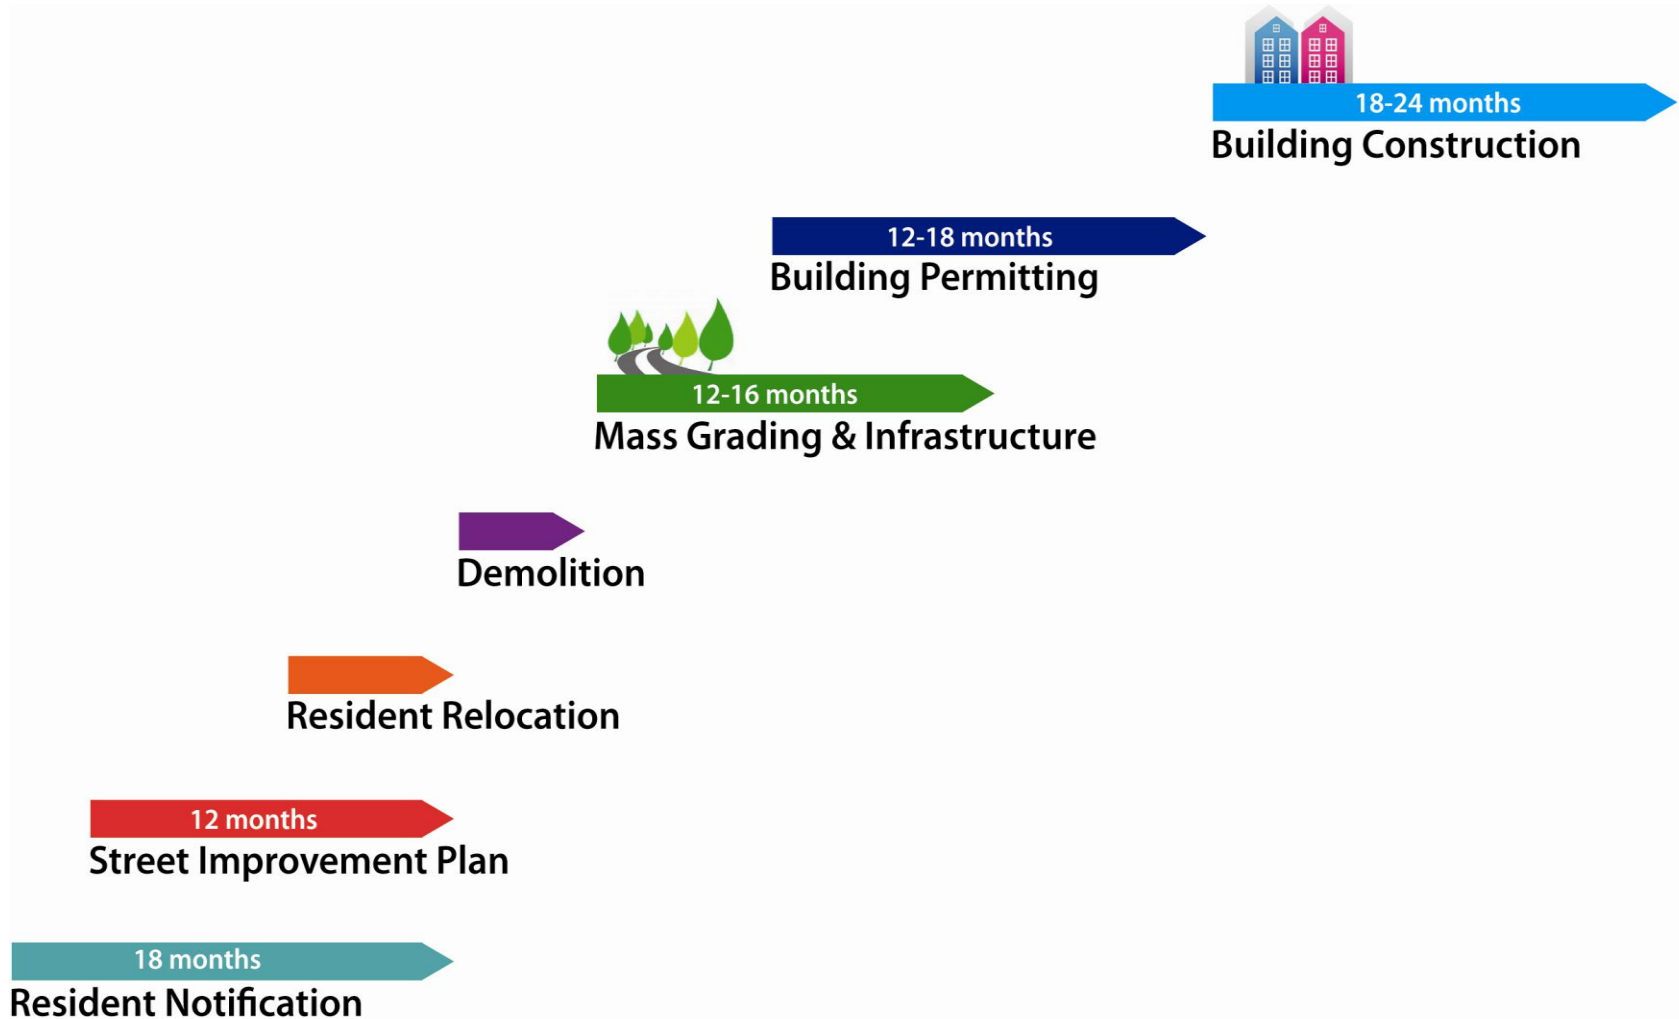 18-24 months
Building Construction
12-18 months
Building Permitting
12-16 months
Mass Grading & Infrastructure
Demolition
Resident Relocation
12 months
Street Improvement Plan
18 months
Resident Notification